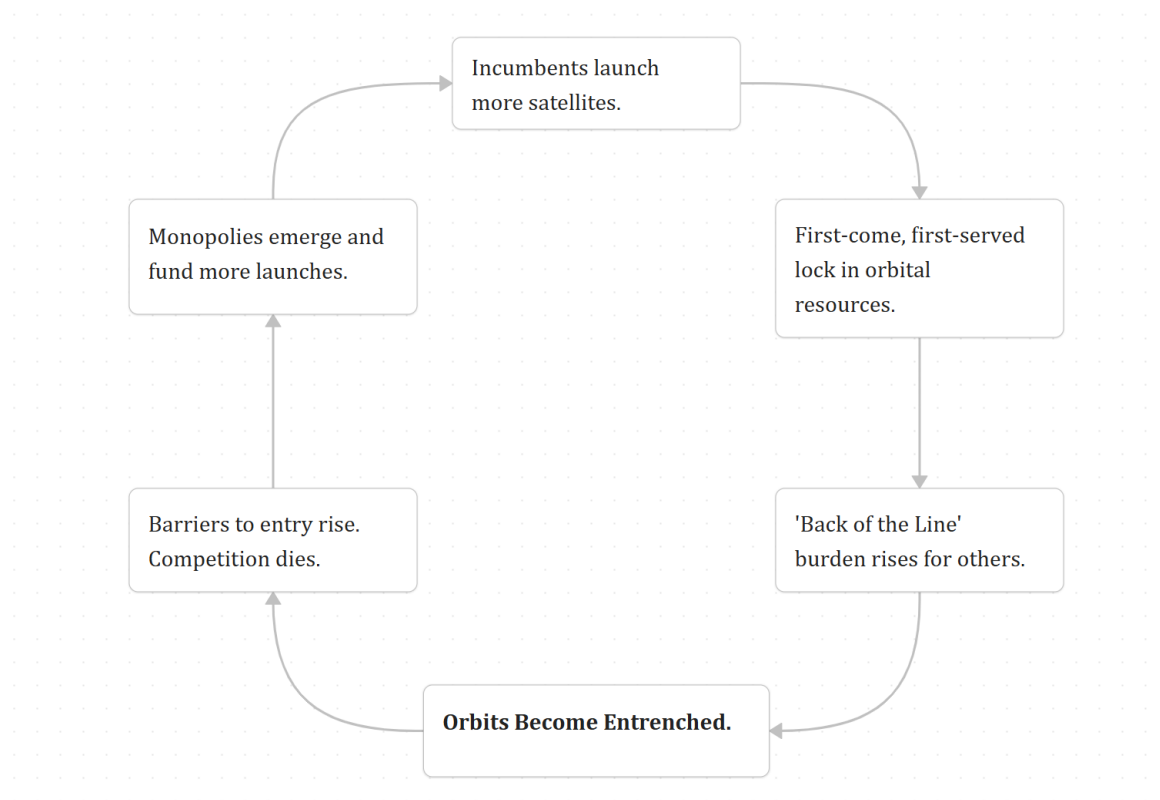 Incumbents launch
more satellites.
First-come, first-served
lock in orbital
resources.
'Back of the Line'
burden rises for others.
Orbits Become Entrenched.
Barriers to entry rise.
Competition dies.
Monopolies emerge and
fund more launches.